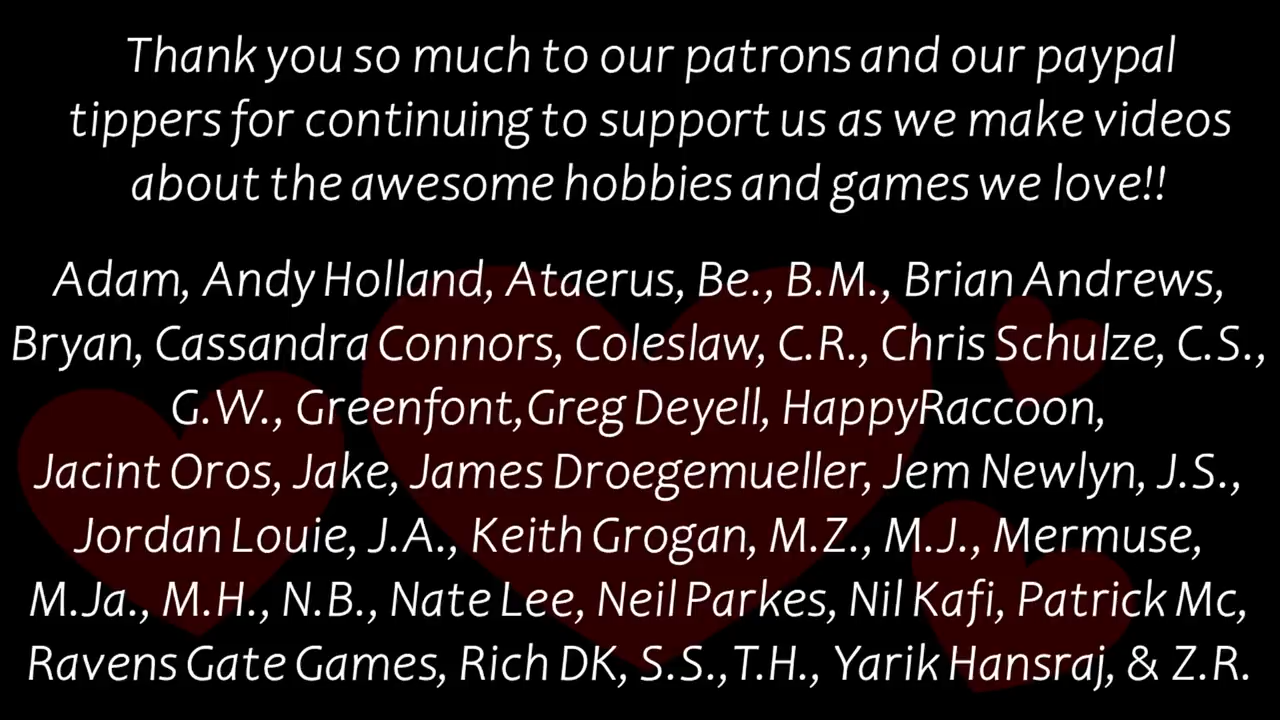 Thank you so much to our patrons and our paypal
tippers for continuing to support us as we make videos
about the awesome hobbies and games we love!!
Adam, Andy Holland, Ataerus, Be., B.M., Brian Andrews,
Bryan, Cassandra Connors, Coleslaw, C.R., Chris Schulze, C.S.,
G.W., Greenfont,Greg Deyell, HappyRaccoon,
Jacint Oros, Jake, James Droegemueller, Jem Newlyn, J.S.,
Jordan Louie, J.A., Keith Grogan, M.Z., M.J., Mermuse,
M.Ja., M.H., N.B., Nate Lee, Neil Parkes, Nil Kafi, Patrick Mc,
Ravens Gate Games, Rich DK, S.S.,T.H., Yarik Hansraj, & Z.R.